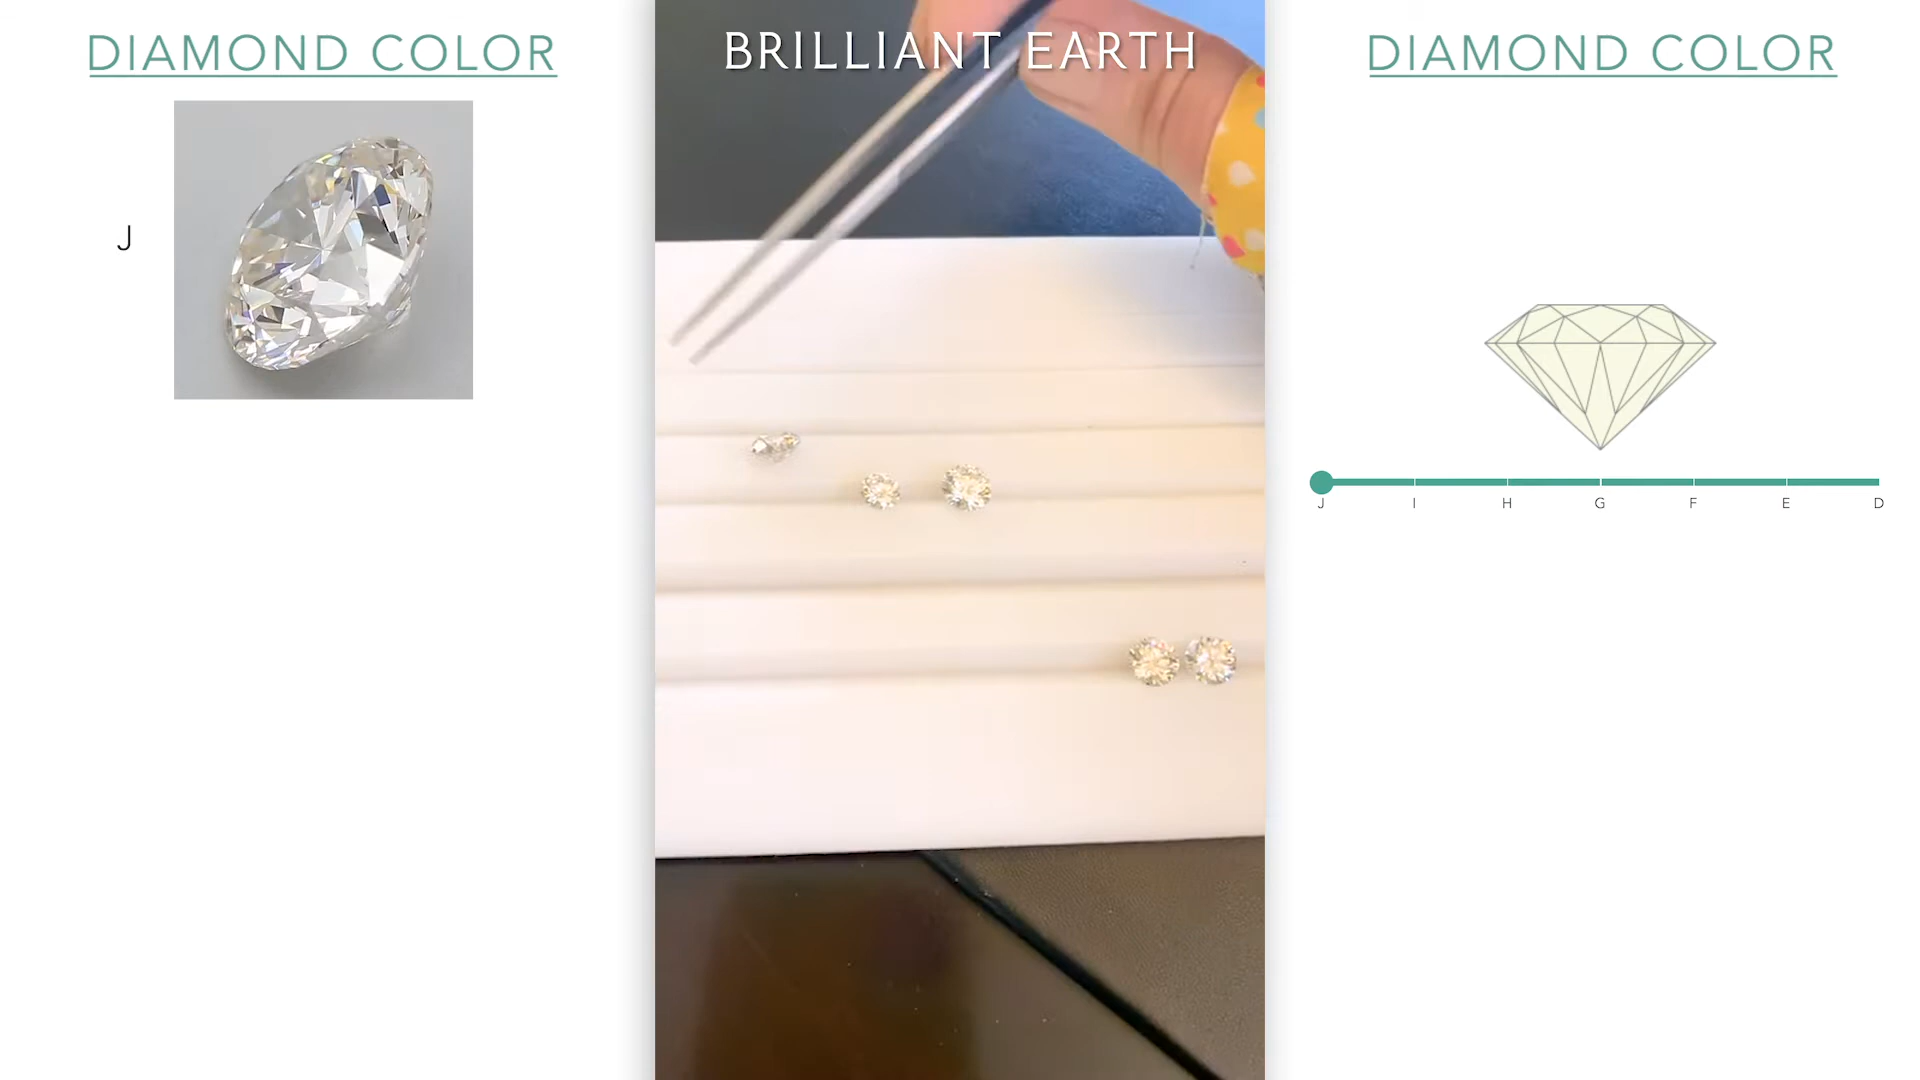 DIAMOND COLOR
J
BRILLIANT EARTH
DIAMOND COLOR
J I H G F E D